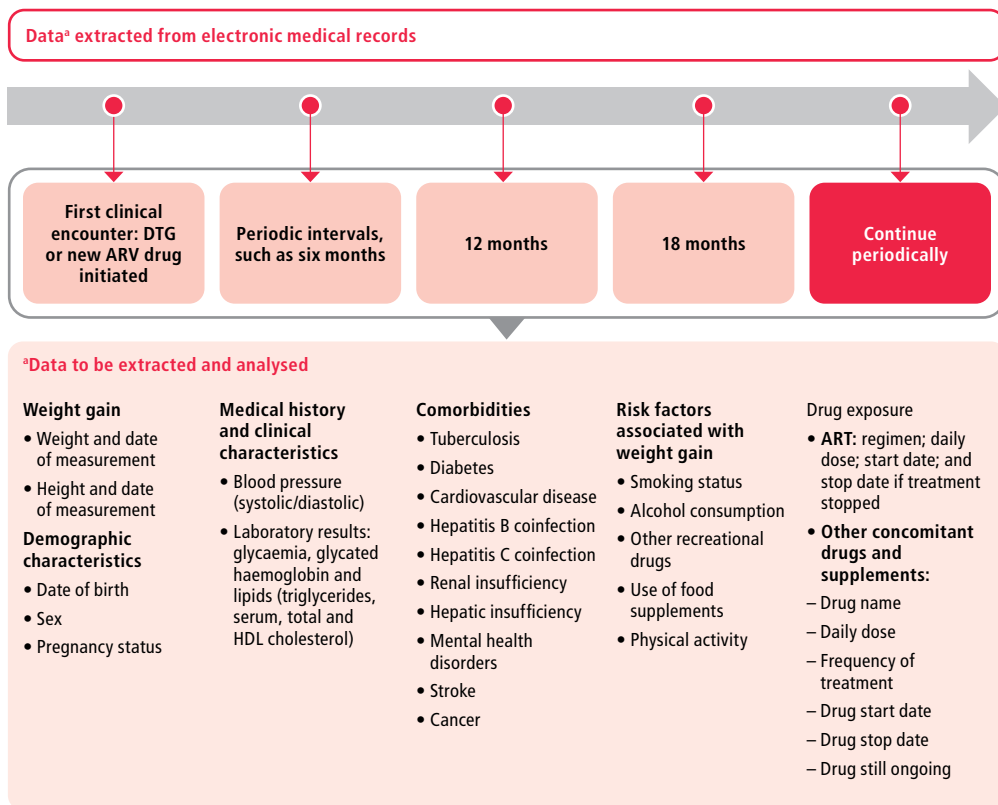 Dataᵃ extracted from electronic medical records
First clinical
encounter: DTG
or new ARV drug
initiated
Periodic intervals,
such as six months
12 months
18 months
Continue
periodically
ᵃData to be extracted and analysed
Weight gain
• Weight and date
of measurement
• Height and date
of measurement
Demographic
characteristics
• Date of birth
• Sex
• Pregnancy status
Medical history
and clinical
characteristics
• Blood pressure
(systolic/diastolic)
• Laboratory results:
glycaemia, glycated
haemoglobin and
lipids (triglycerides,
serum, total and
HDL cholesterol)
Comorbidities
• Tuberculosis
• Diabetes
• Cardiovascular disease
• Hepatitis B coinfection
• Hepatitis C coinfection
• Renal insufficiency
• Hepatic insufficiency
• Mental health
disorders
• Stroke
• Cancer
Risk factors
associated with
weight gain
• Smoking status
• Alcohol consumption
• Other recreational
drugs
• Use of food
supplements
• Physical activity
Drug exposure
• ART: regimen; daily
dose; start date; and
stop date if treatment
stopped
• Other concomitant
drugs and
supplements:
– Drug name
– Daily dose
– Frequency of
treatment
– Drug start date
– Drug stop date
– Drug still ongoing